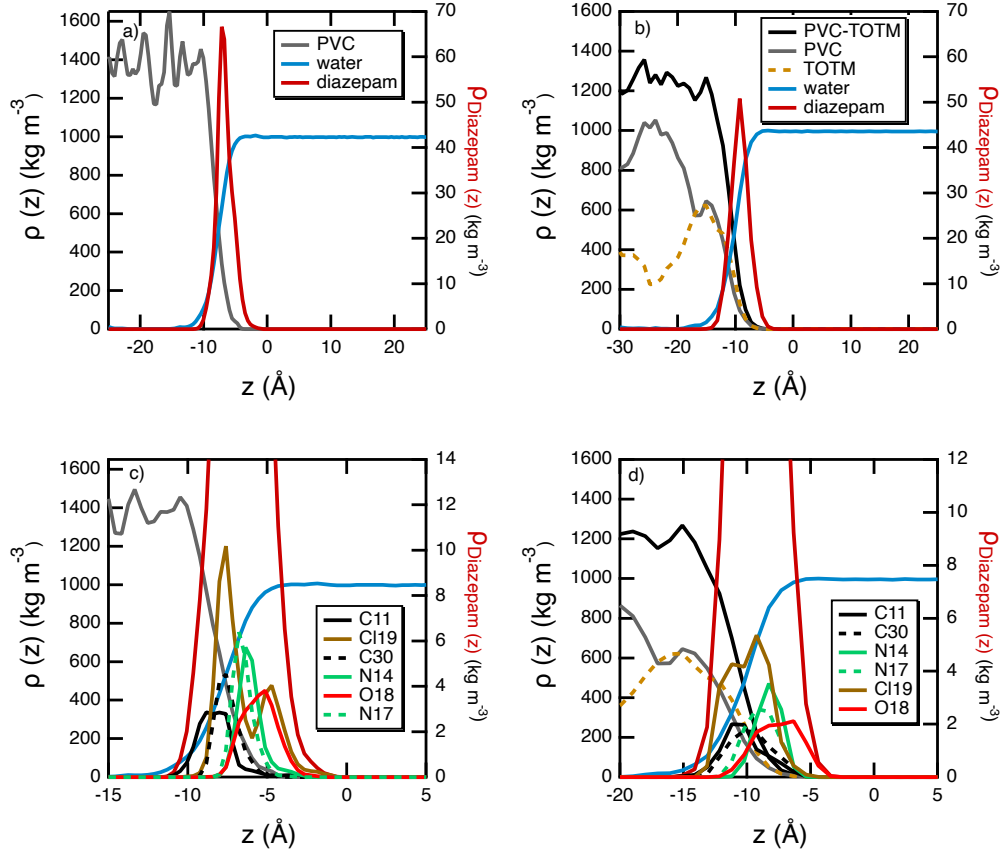 a)
1600
1400
1200
1000
800
600
400
200
0
ρ (z) (kg m-3)
PVC
water
diazepam
70
60
50
40
30
20
10
0
ρDiazepam (z) (kg m-3)
-20
-10
0
10
20
z (Å)
b)
1600
1400
1200
1000
800
600
400
200
0
ρ (z) (kg m-3)
PVC-TOTM
PVC
TOTM
water
diazepam
70
60
50
40
30
20
10
0
ρDiazepam (z) (kg m-3)
-30
-20
-10
0
10
20
z (Å)
c)
1600
1400
1200
1000
800
600
400
200
0
ρ (z) (kg m-3)
C11
Cl19
C30
N14
O18
N17
14
12
10
8
6
4
2
0
ρDiazepam (z) (kg m-3)
-15
-10
-5
0
5
z (Å)
d)
1600
1400
1200
1000
800
600
400
200
0
ρ (z) (kg m-3)
C11
C30
N14
N17
Cl19
O18
12
10
8
6
4
2
0
ρDiazepam (z) (kg m-3)
-20
-15
-10
-5
0
5
z (Å)